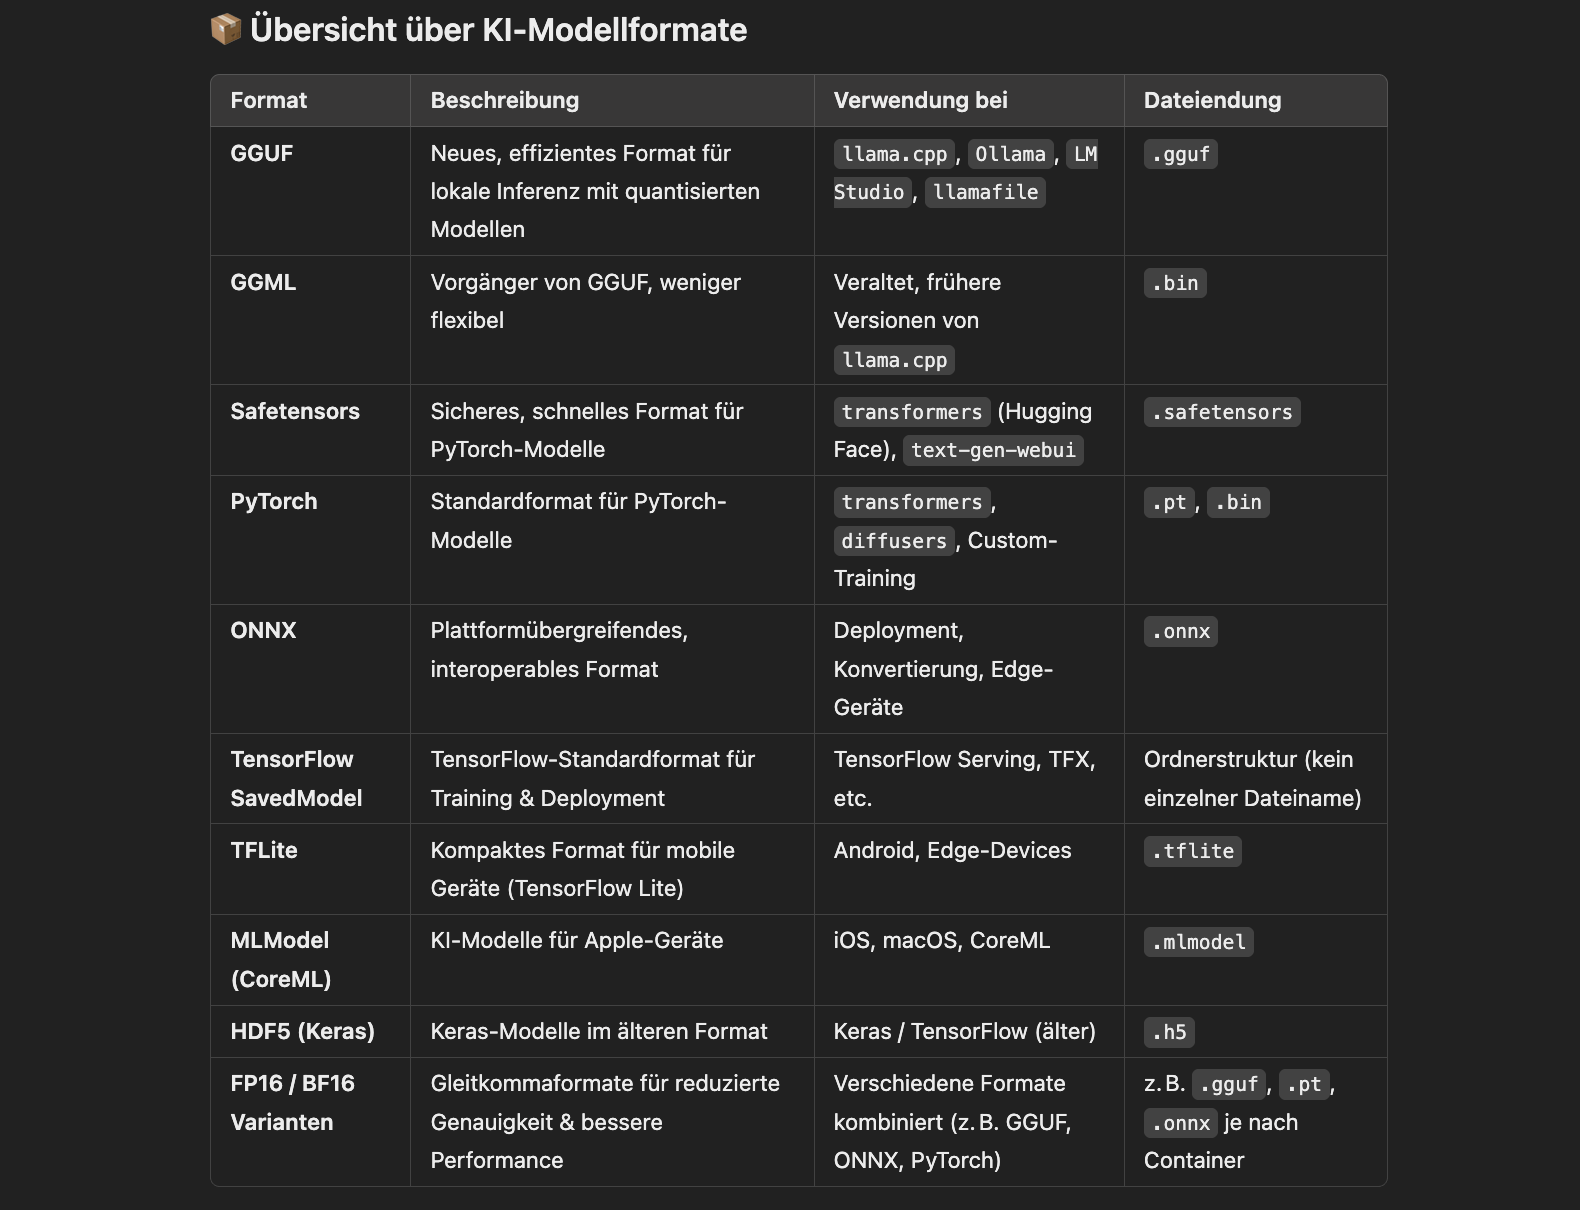 📦 Übersicht über KI-Modellformate
Format Beschreibung Verwendung bei Dateiendung
GGUF Neues, effizientes Format für llama.cpp, Ollama, LM .gguf
lokale Inferenz mit quantisierten Studio, llamafile
Modellen
GGML Vorgänger von GGUF, weniger Veraltet, frühere .bin
flexibel Versionen von
llama.cpp
Safetensors Sicheres, schnelles Format für transformers (Hugging .safetensors
PyTorch-Modelle Face), text-gen-webui
PyTorch Standardformat für PyTorch- transformers, .pt, .bin
Modelle diffusers, Custom-
Training
ONNX Plattformübergreifendes, Deployment, .onnx
interoperables Format Konvertierung, Edge-
Geräte
TensorFlow TensorFlow-Standardformat für TensorFlow Serving, TFX, Ordnerstruktur (kein
SavedModel Training & Deployment etc. einzelner Dateiname)
TFLite Kompaktes Format für mobile Android, Edge-Devices .tflite
Geräte (TensorFlow Lite)
MLModel KI-Modelle für Apple-Geräte iOS, macOS, CoreML .mlmodel
(CoreML)
HDF5 (Keras) Keras-Modelle im älteren Format Keras / TensorFlow (älter) .h5
FP16 / BF16 Gleitkommaformate für reduzierte Verschiedene Formate z. B. .gguf, .pt,
Varianten Genauigkeit & bessere kombiniert (z. B. GGUF, .onnx je nach
Performance ONNX, PyTorch) Container